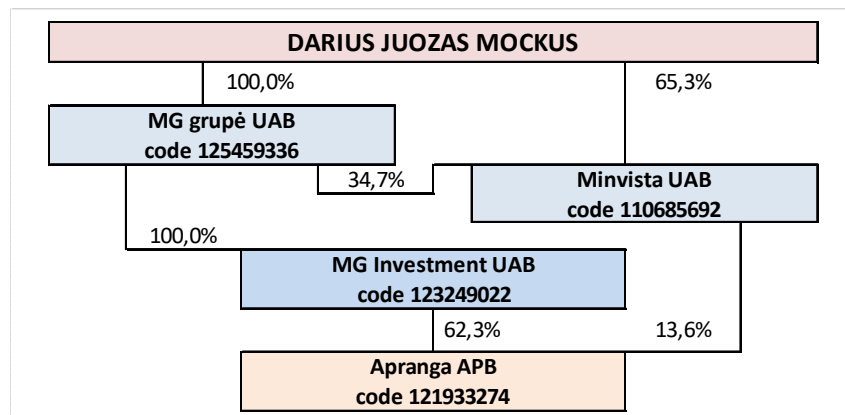 DARIUS JUOZAS MOCKUS
100,0%
65,3%
MG grupė UAB
code 125459336
34,7%
Minvista UAB
code 110685692
100,0%
MG Investment UAB
code 123249022
62,3%
13,6%
Apranga APB
code 121933274